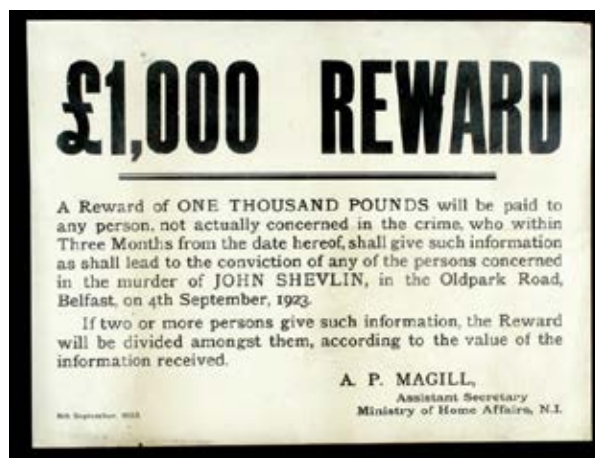 £1,000 REWARD
A Reward of ONE THOUSAND POUNDS will be paid to
any person, not actually concerned in the crime, who within
Three Months from the date hereof, shall give such information
as shall lead to the conviction of any of the persons concerned
in the murder of JOHN SHEVLIN, in the Oldpark Road,
Belfast, on 4th September, 1923.
If two or more persons give such information, the Reward
will be divided amongst them, according to the value of the
information received.
A. P. MAGILL,
Assistant Secretary
Ministry of Home Affairs, N.I.
September, 1923.